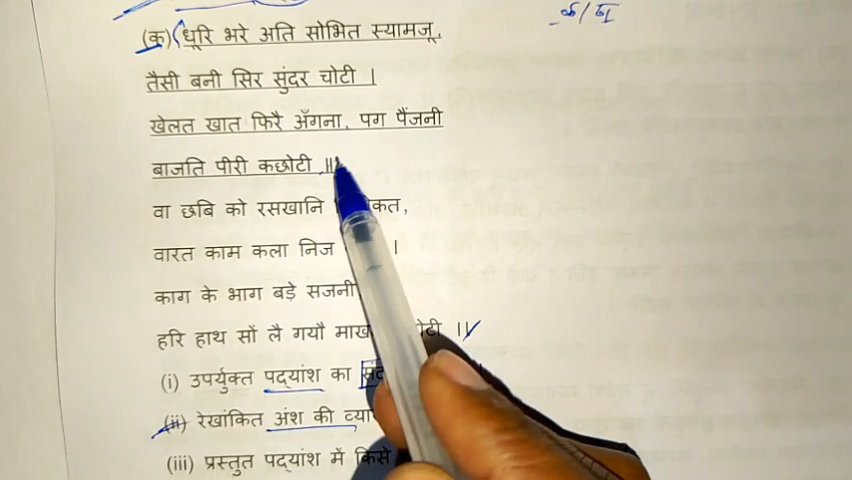 (क) धूरि भरे अति सोभित स्यामजू,
तैसी बनी सिर सुंदर चोटी ।
खेलत खात फिरै अँगना, पग पैंजनी
बाजति पीरी कछोटी ॥
वा छबि को रसखानि
वारत काम कला निज ।
काग के भाग बड़े सजनी,
हरि हाथ सों लै गयौ ।
(i) उपर्युक्त पद्यांश का
(ii) रेखांकित अंश की
(iii) प्रस्तुत पद्यांश में किसे